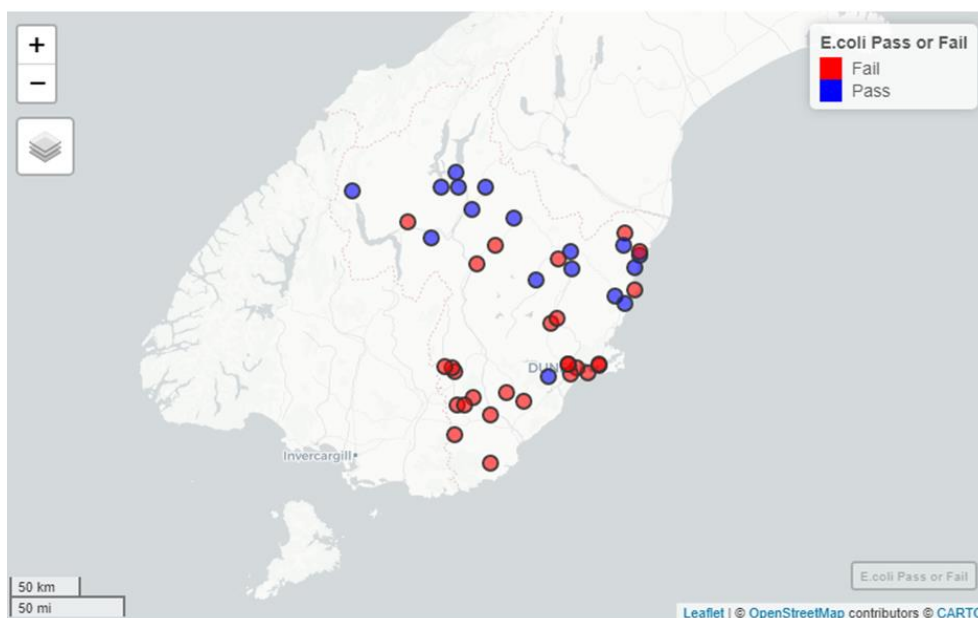 +
−
E.coli Pass or Fail
Fail
Pass
DUN
Invercargill
50 km
50 mi
E.coli Pass or Fail
Leaflet | © OpenStreetMap contributors © CARTO